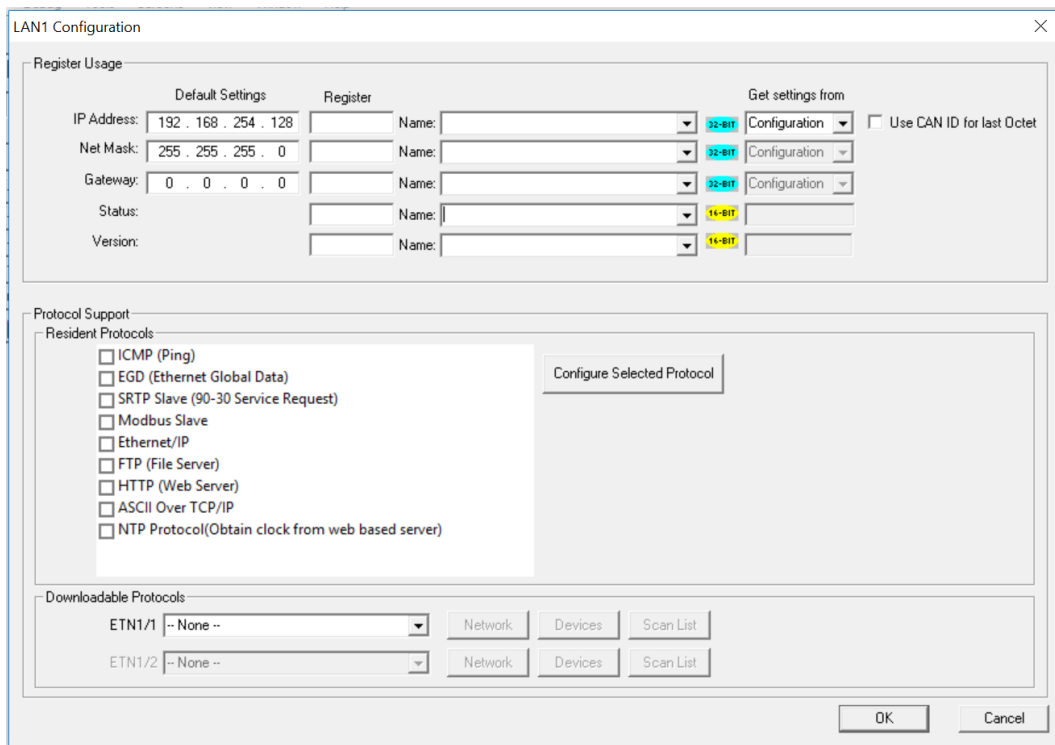 LAN1 Configuration
Register Usage
Default Settings Register Get settings from
IP Address: 192 . 168 . 254 . 128 Name: 32-BIT Configuration Use CAN ID for last Octet
Net Mask: 255 . 255 . 255 . 0 Name: 32-BIT Configuration
Gateway: 0 . 0 . 0 . 0 Name: 32-BIT Configuration
Status: Name: 16-BIT
Version: Name: 16-BIT
Protocol Support
Resident Protocols
ICMP (Ping)
Configure Selected Protocol
EGD (Ethernet Global Data)
SRTP Slave (90-30 Service Request)
Modbus Slave
Ethernet/IP
FTP (File Server)
HTTP (Web Server)
ASCII Over TCP/IP
NTP Protocol(Obtain clock from web based server)
Downloadable Protocols
ETN1/1 -- None -- Network Devices Scan List
ETN1/2 -- None -- Network Devices Scan List
OK Cancel